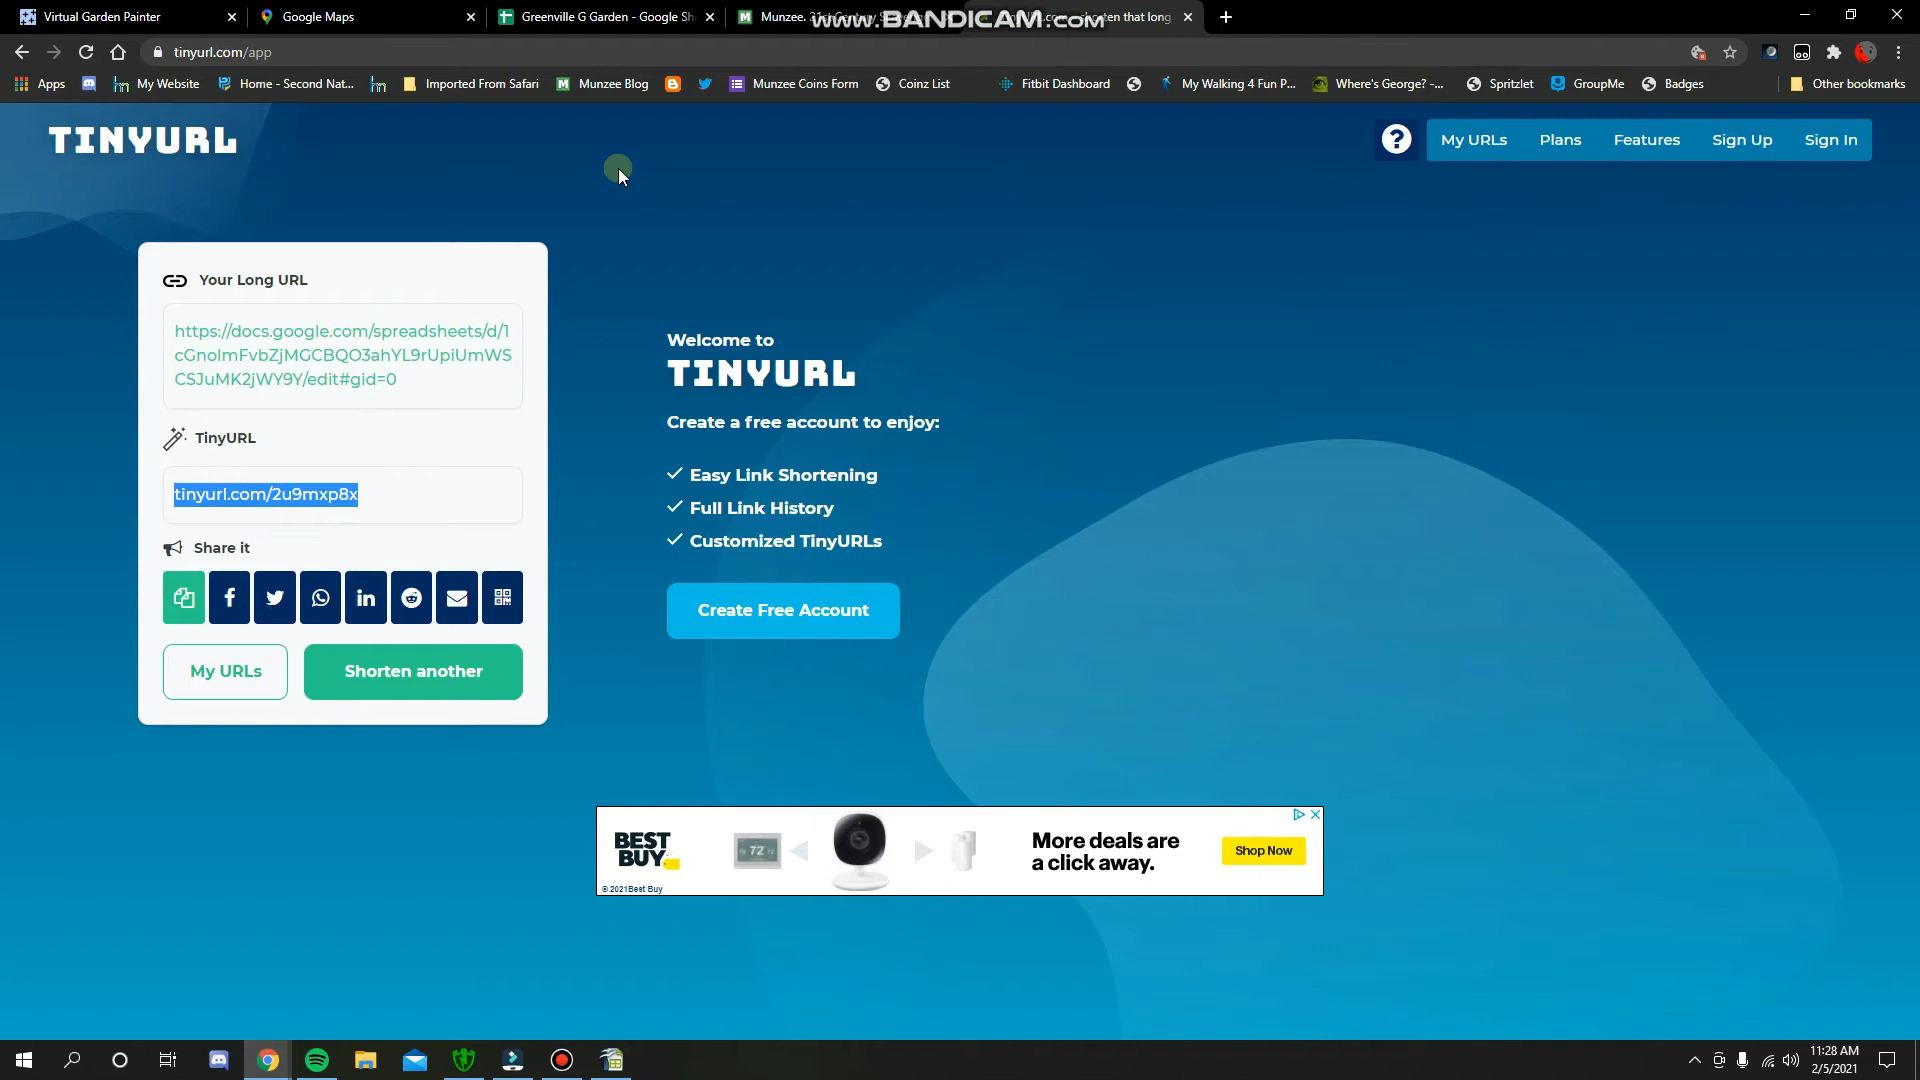 Virtual Garden Painter
Google Maps
Greenville G Garden - Google Sh
Munzee. 21st Century
www.BANDICAM.com
shorten that long
tinyurl.com/app
Apps
My Website
Home - Second Nat...
Imported From Safari
Munzee Blog
Munzee Coins Form
Coinz List
Fitbit Dashboard
My Walking 4 Fun P...
Where's George? -...
Spritzlet
GroupMe
Badges
Other bookmarks
TINYURL
?
My URLs
Plans
Features
Sign Up
Sign In
Your Long URL
https://docs.google.com/spreadsheets/d/1
cGnolmFvbZjMGCBQO3ahYL9rUpiUmWS
CSJuMK2jWY9Y/edit#gid=0
TinyURL
tinyurl.com/2u9mxp8x
Share it
My URLs
Shorten another
Welcome to
TINYURL
Create a free account to enjoy:
Easy Link Shortening
Full Link History
Customized TinyURLs
Create Free Account
BEST
BUY
72
More deals are
a click away.
Shop Now
© 2021 Best Buy
11:28 AM
2/5/2021